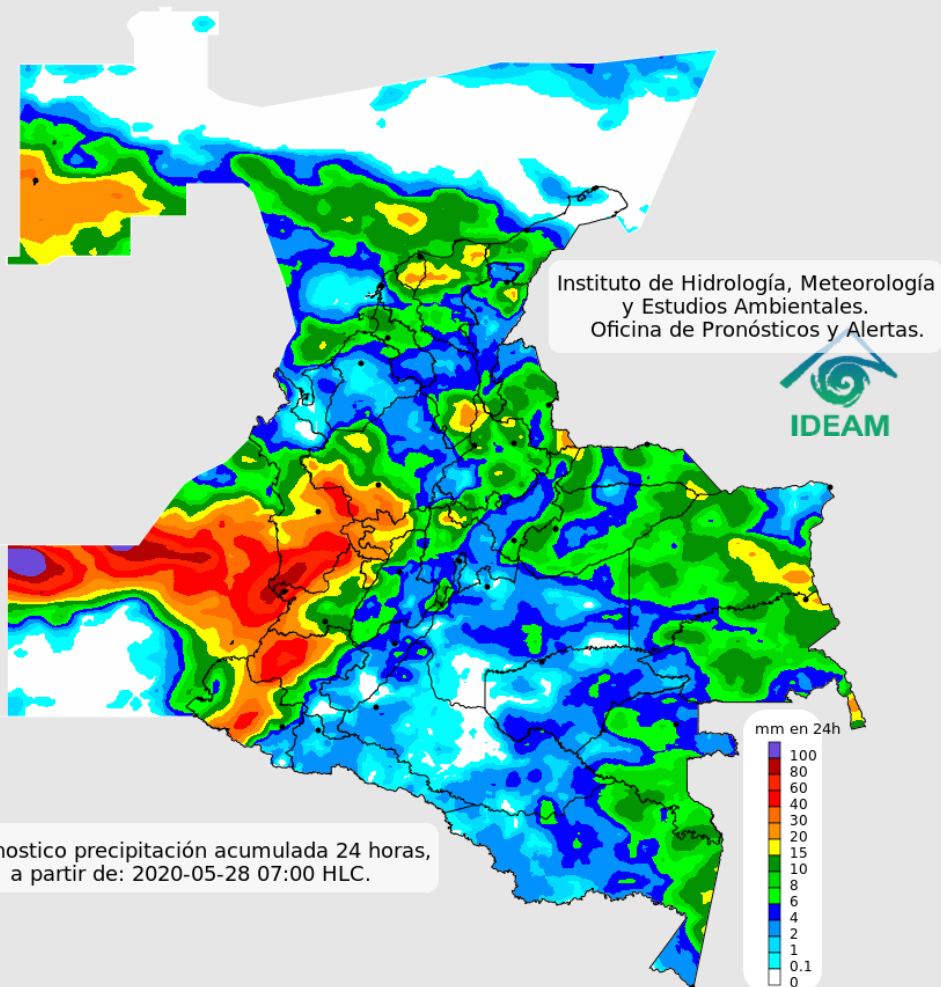 Instituto de Hidrología, Meteorología
y Estudios Ambientales.
Oficina de Pronósticos y Alertas.
IDEAM
mm en 24h
100
80
60
40
30
20
15
10
8
6
4
2
1
0.1
0
nostico precipitación acumulada 24 horas,
a partir de: 2020-05-28 07:00 HLC.